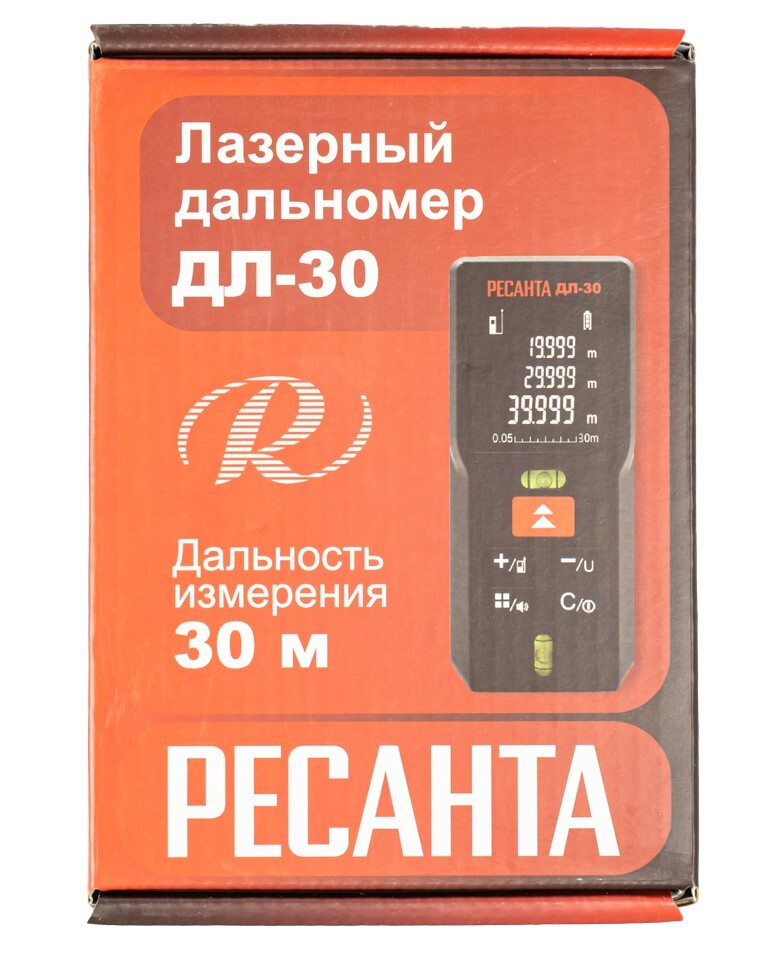 Лазерный
дальномер
ДЛ-30
РЕСАНТА ДЛ-30
19.999 m
29.999 m
39.999 m
0.05 30m
+/
−/U
/
C/
R
Дальность
измерения
30 м
РЕСАНТА